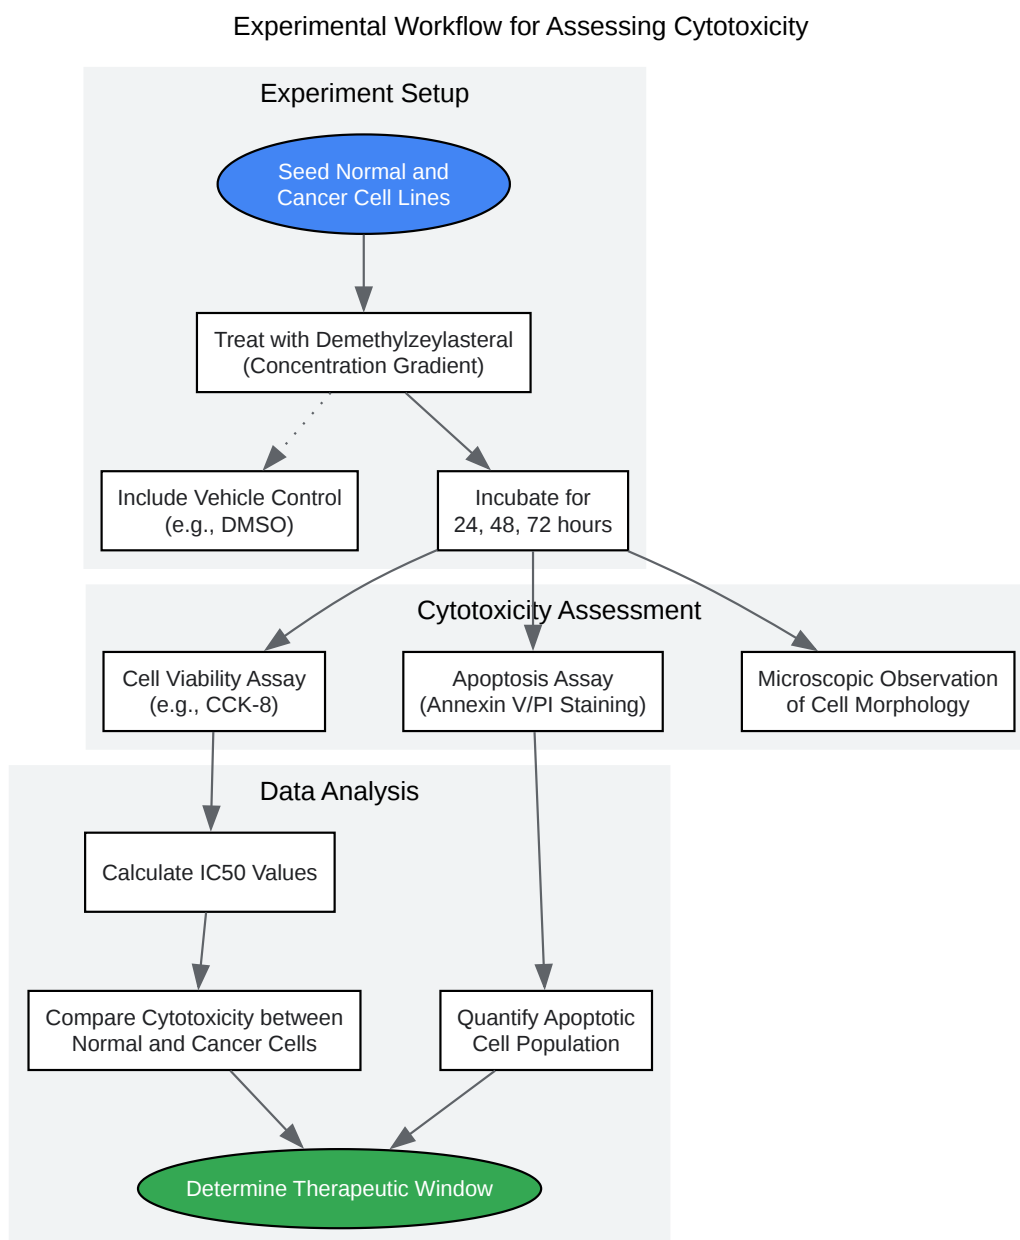 Experimental Workflow for Assessing Cytotoxicity
Experiment Setup
Seed Normal and
Cancer Cell Lines
Treat with Demethylzeylasteral
(Concentration Gradient)
Include Vehicle Control
(e.g., DMSO)
Incubate for
24, 48, 72 hours
Cytotoxicity Assessment
Cell Viability Assay
(e.g., CCK-8)
Apoptosis Assay
(Annexin V/PI Staining)
Microscopic Observation
of Cell Morphology
Data Analysis
Calculate IC50 Values
Compare Cytotoxicity between
Normal and Cancer Cells
Quantify Apoptotic
Cell Population
Determine Therapeutic Window